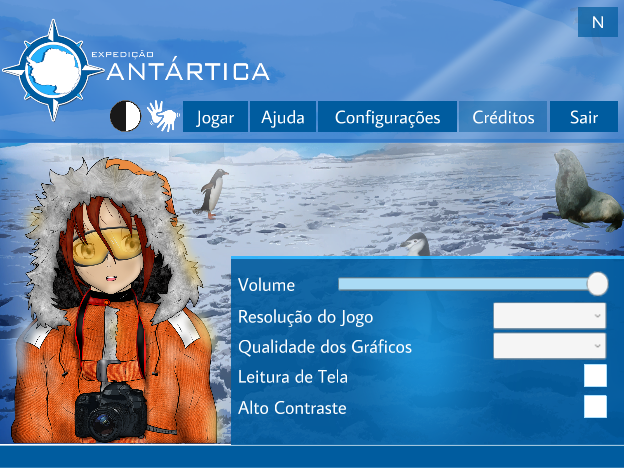 N
EXPEDIÇÃO
ANTÁRTICA
Jogar Ajuda Configurações Créditos Sair
Volume
Resolução do Jogo
Qualidade dos Gráficos
Leitura de Tela
Alto Contraste